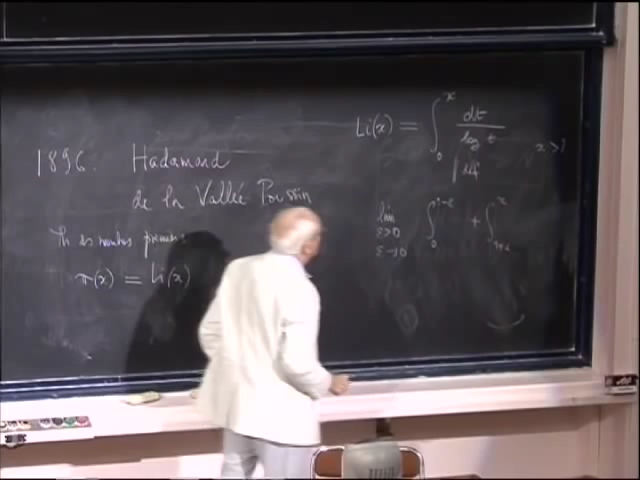 1896. Hadamard
de la Vallée Poussin
Th des nombres premiers
π(x) = Li(x)
Li(x) = ∫₀ˣ dt / log t
x > 1
lim ε>0 ε→0 ∫₀^{1-ε} + ∫_{1+ε}^x